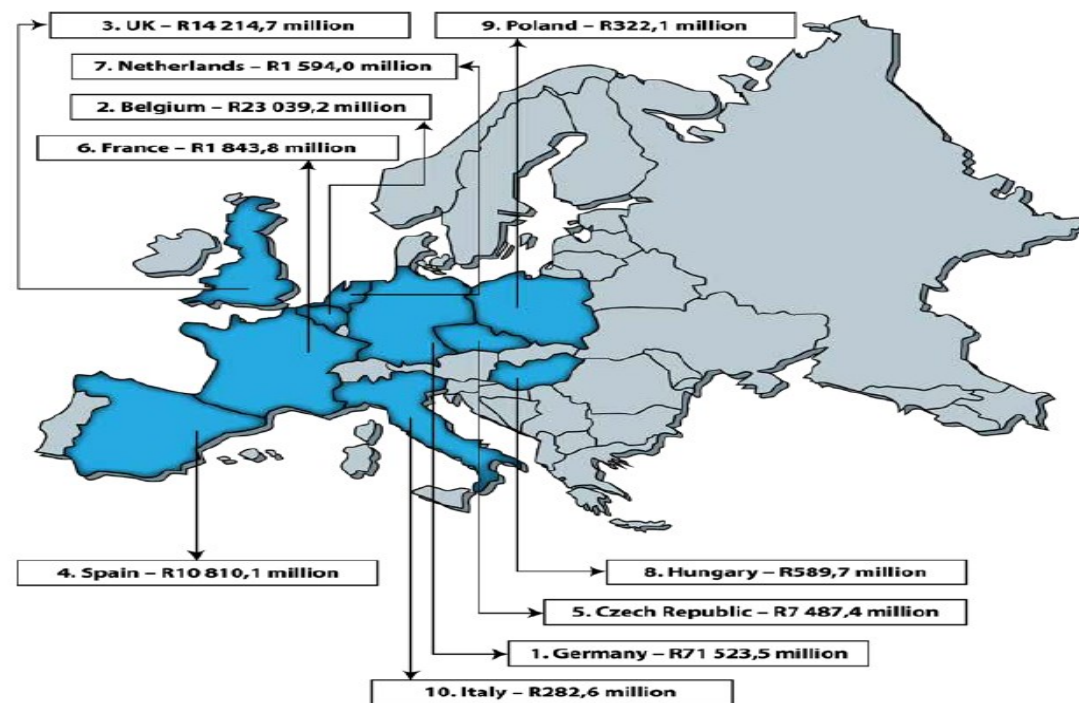 3. UK – R14 214,7 million
9. Poland – R322,1 million
7. Netherlands – R1 594,0 million
2. Belgium – R23 039,2 million
6. France – R1 843,8 million
4. Spain – R10 810,1 million
8. Hungary – R589,7 million
5. Czech Republic – R7 487,4 million
1. Germany – R71 523,5 million
10. Italy – R282,6 million